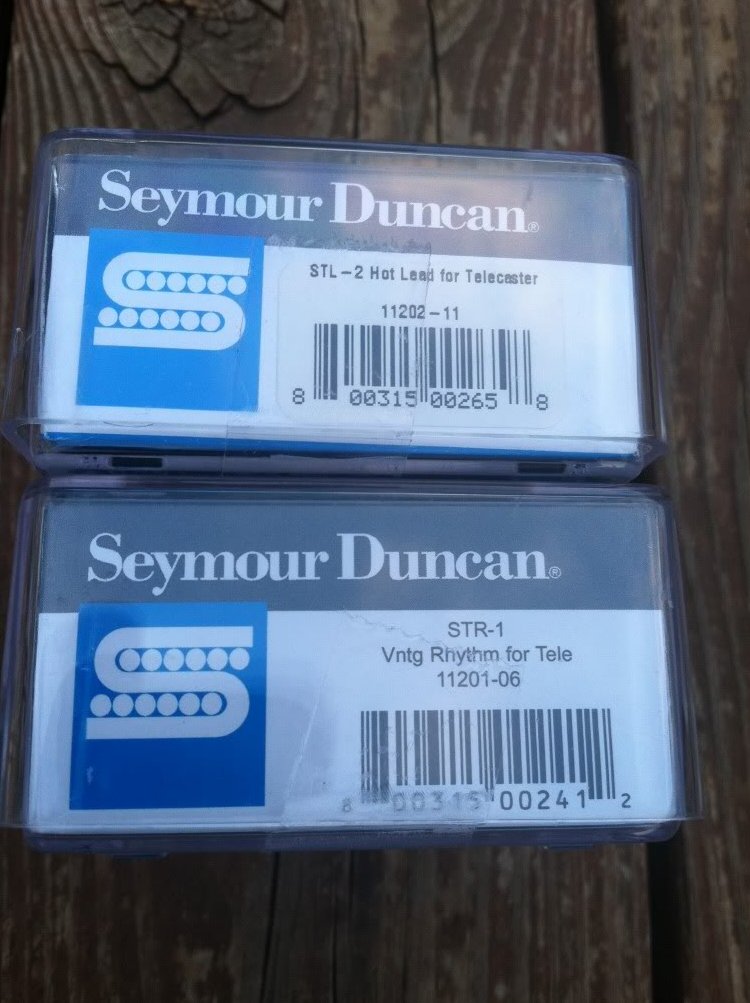 Seymour Duncan®
STL-2 Hot Lead for Telecaster
11202-11
8 00315 00265 8
Seymour Duncan®
STR-1
Vntg Rhythm for Tele
11201-06
8 00315 00241 2